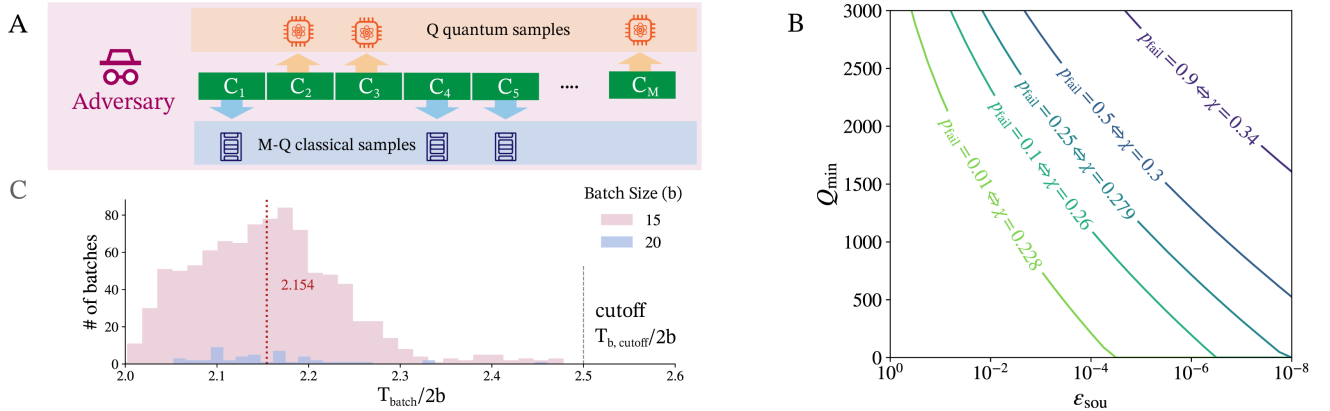 A
Q quantum samples
Adversary
C1 C2 C3 C4 C5 .... CM
M-Q classical samples
B
3000
2500
2000
1500
1000
500
0
Qmin
pfail = 0.01 ⇔ χ = 0.228
pfail = 0.1 ⇔ χ = 0.26
pfail = 0.25 ⇔ χ = 0.279
pfail = 0.5 ⇔ χ = 0.3
pfail = 0.9 ⇔ χ = 0.34
10^0 10^-2 10^-4 10^-6 10^-8
εsou
C
Batch Size (b)
15
20
80
60
40
20
0
# of batches
2.154
cutoff
Tb, cutoff/2b
2.0 2.1 2.2 2.3 2.4 2.5 2.6
Tbatch/2b